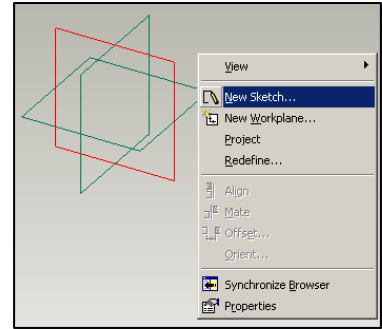 View
New Sketch...
New Workplane...
Project
Redefine...
Align
Mate
Offset...
Orient...
Synchronize Browser
Properties